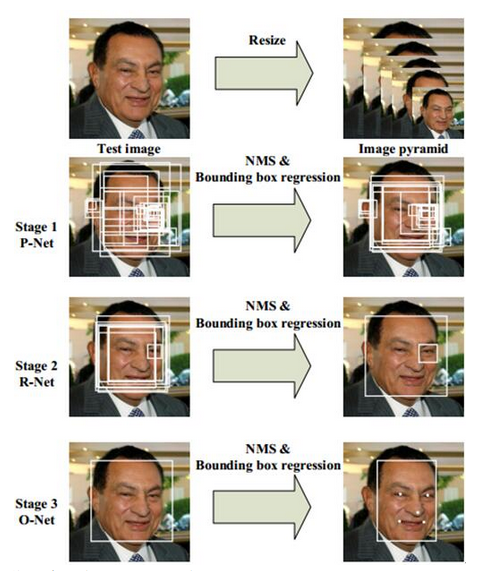 Resize
Test image
Image pyramid
NMS &
Bounding box regression
Stage 1
P-Net
NMS &
Bounding box regression
Stage 2
R-Net
NMS &
Bounding box regression
Stage 3
O-Net